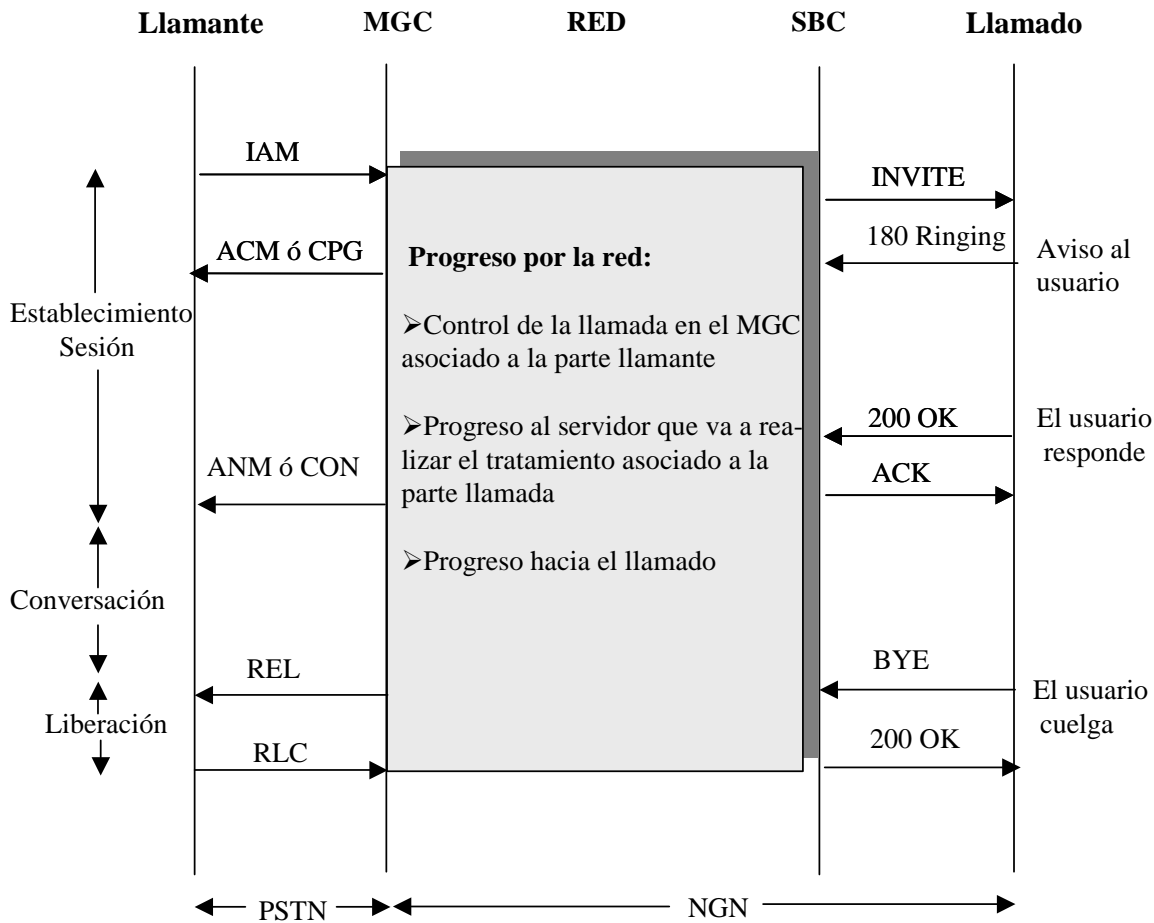 Llamante MGC RED SBC Llamado
IAM
INVITE
180 Ringing
Aviso al
usuario
ACM ó CPG
Progreso por la red:
Establecimiento
Sesión
➢Control de la llamada en el MGC
asociado a la parte llamante
➢Progreso al servidor que va a rea-
lizar el tratamiento asociado a la
parte llamada
200 OK
El usuario
responde
ANM ó CON
ACK
➢Progreso hacia el llamado
Conversación
REL
BYE
El usuario
cuelga
Liberación
RLC
200 OK
PSTN
NGN